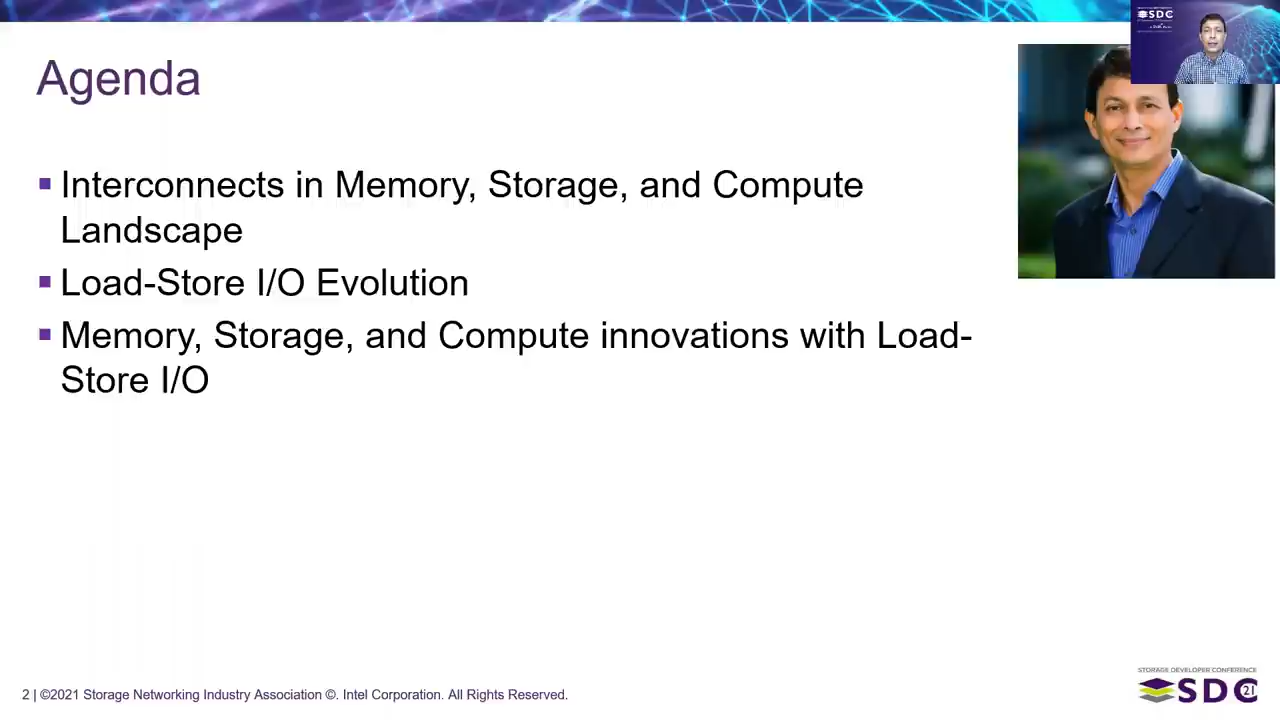 SDC
Agenda
Interconnects in Memory, Storage, and Compute
Landscape
Load-Store I/O Evolution
Memory, Storage, and Compute innovations with Load-
Store I/O
2 | ©2021 Storage Networking Industry Association ©. Intel Corporation. All Rights Reserved.
STORAGE DEVELOPER CONFERENCE
SDC 21